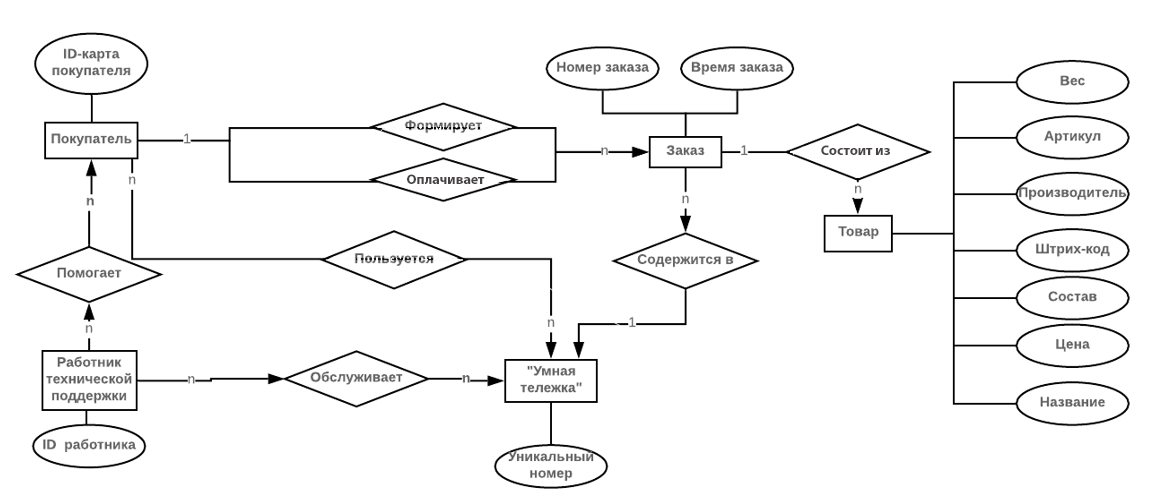 ID-карта
покупателя
Номер заказа
Время заказа
Вес
Формирует
Артикул
Покупатель
1
n
Заказ
1
Состоит из
n
Оплачивает
n
Производитель
n
n
Товар
Пользуется
Содержится в
Штрих-код
Помогает
Состав
n
n
1
Цена
Работник
технической
поддержки
n
Обслуживает
n
"Умная
тележка"
Название
ID работника
Уникальный
номер